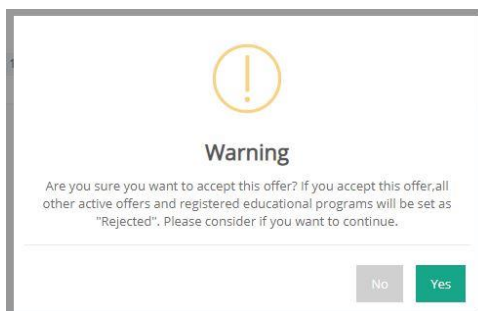 Warning
Are you sure you want to accept this offer? If you accept this offer,all
other active offers and registered educational programs will be set as
"Rejected". Please consider if you want to continue.
No Yes